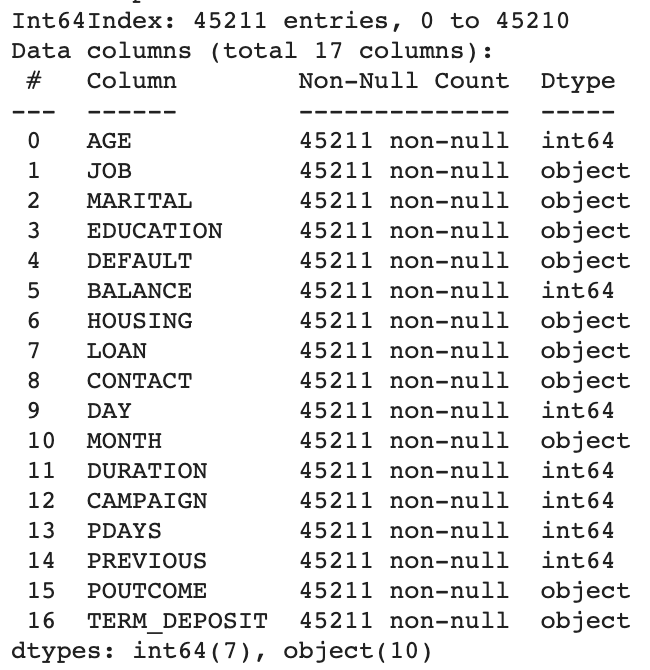 Int64Index: 45211 entries, 0 to 45210
Data columns (total 17 columns):
 #   Column        Non-Null Count  Dtype
---  ------        --------------  -----
 0   AGE           45211 non-null  int64
 1   JOB           45211 non-null  object
 2   MARITAL       45211 non-null  object
 3   EDUCATION     45211 non-null  object
 4   DEFAULT       45211 non-null  object
 5   BALANCE       45211 non-null  int64
 6   HOUSING       45211 non-null  object
 7   LOAN          45211 non-null  object
 8   CONTACT       45211 non-null  object
 9   DAY           45211 non-null  int64
 10  MONTH         45211 non-null  object
 11  DURATION      45211 non-null  int64
 12  CAMPAIGN      45211 non-null  int64
 13  PDAYS         45211 non-null  int64
 14  PREVIOUS      45211 non-null  int64
 15  POUTCOME      45211 non-null  object
 16  TERM_DEPOSIT  45211 non-null  object
dtypes: int64(7), object(10)